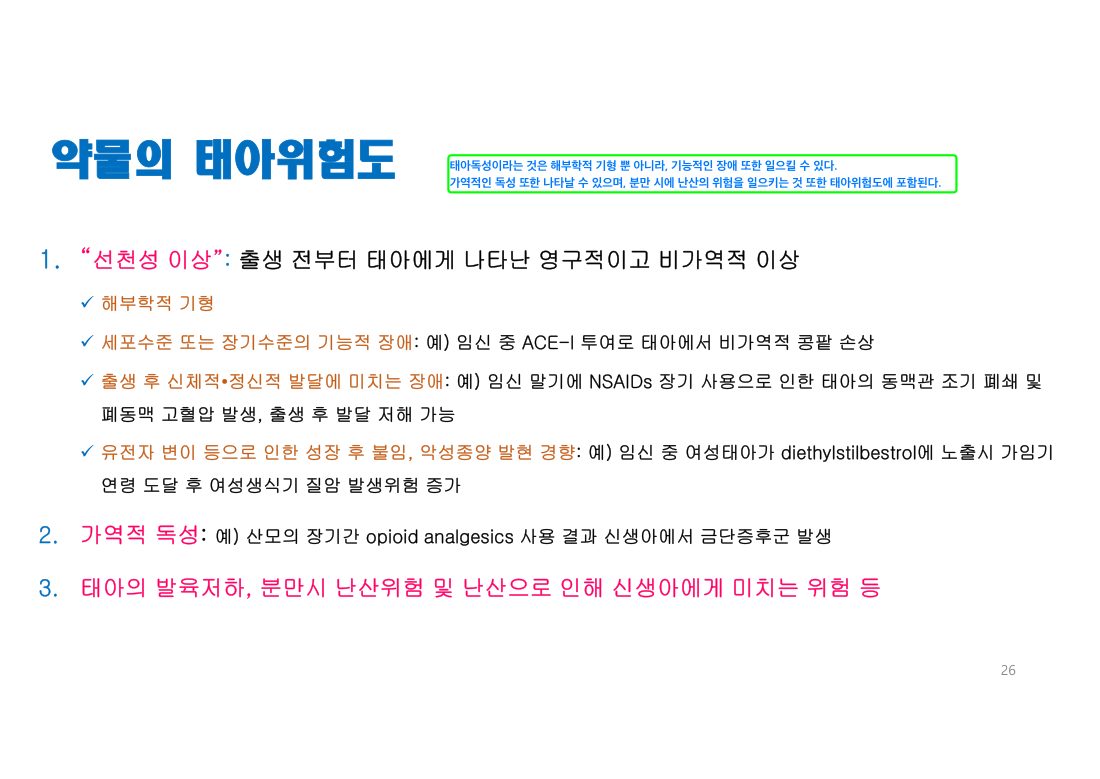 약물의 태아위험도
태아독성이라는 것은 해부학적 기형 뿐 아니라, 기능적인 장애 또한 일으킬 수 있다.
가역적인 독성 또한 나타날 수 있으며, 분만 시에 난산의 위험을 일으키는 것 또한 태아위험도에 포함된다.
1. “선천성 이상”: 출생 전부터 태아에게 나타난 영구적이고 비가역적 이상
✓ 해부학적 기형
✓ 세포수준 또는 장기수준의 기능적 장애: 예) 임신 중 ACE-I 투여로 태아에서 비가역적 콩팥 손상
✓ 출생 후 신체적•정신적 발달에 미치는 장애: 예) 임신 말기에 NSAIDs 장기 사용으로 인한 태아의 동맥관 조기 폐쇄 및
폐동맥 고혈압 발생, 출생 후 발달 저해 가능
✓ 유전자 변이 등으로 인한 성장 후 불임, 악성종양 발현 경향: 예) 임신 중 여성태아가 diethylstilbestrol에 노출시 가임기
연령 도달 후 여성생식기 질암 발생위험 증가
2. 가역적 독성: 예) 산모의 장기간 opioid analgesics 사용 결과 신생아에서 금단증후군 발생
3. 태아의 발육저하, 분만시 난산위험 및 난산으로 인해 신생아에게 미치는 위험 등
26